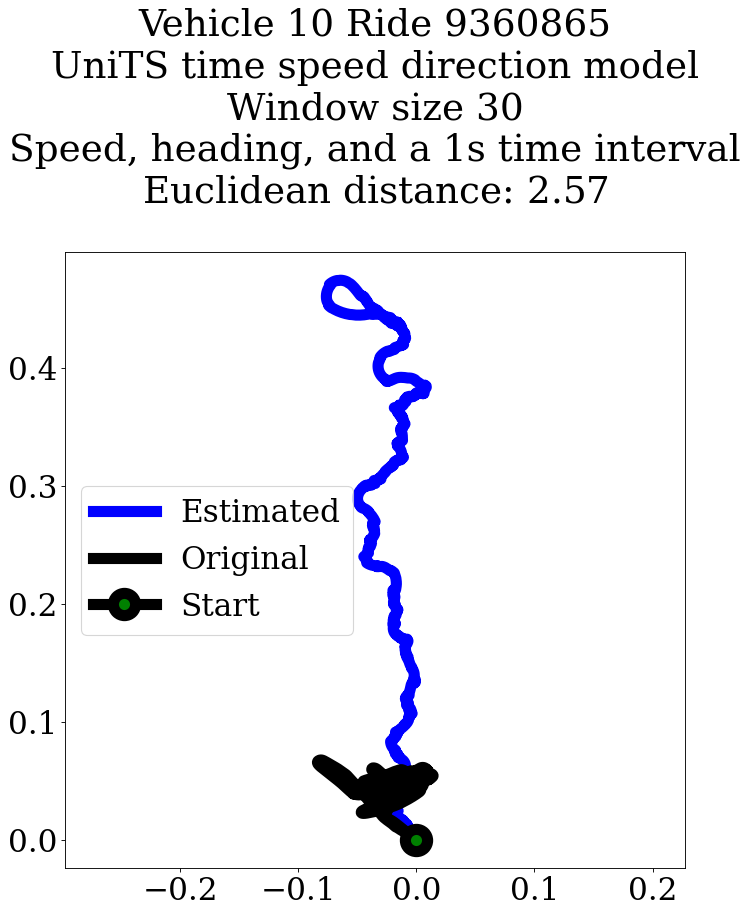 Vehicle 10 Ride 9360865
UniTS time speed direction model
Window size 30
Speed, heading, and a 1s time interval
Euclidean distance: 2.57
0.4
0.3
0.2
0.1
0.0
Estimated
Original
Start
−0.2 −0.1 0.0 0.1 0.2